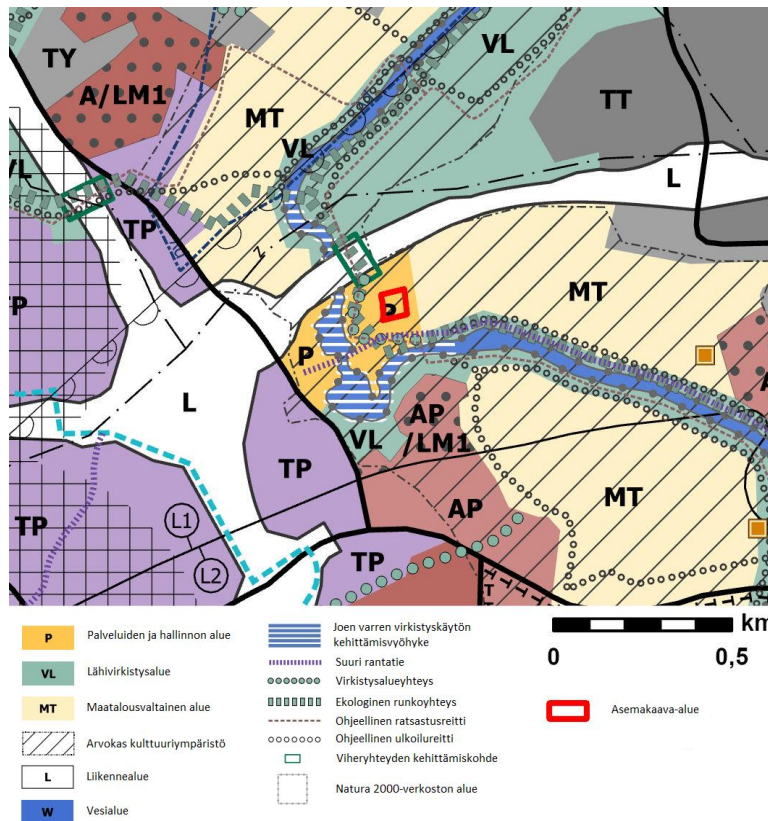 TY
A/LM1
MT
VL
TT
VL
VL
L
TP
TP
MT
P
P
L
VL
AP
/LM1
A
TP
MT
TP
AP
L1
L2
TP
T
P Palveluiden ja hallinnon alue
VL Lähivirkistysalue
MT Maatalousvaltainen alue
Arvokas kulttuuriympäristö
L Liikennealue
W Vesialue
Joen varren virkistyskäytön
kehittämisvyöhyke
Suuri rantatie
Virkistysalueyhteys
Ekologinen runkoyhteys
Ohjeellinen ratsastusreitti
Ohjeellinen ulkoilureitti
Viheryhteyden kehittämiskohde
Natura 2000-verkoston alue
km
0 0,5
Asemakaava-alue